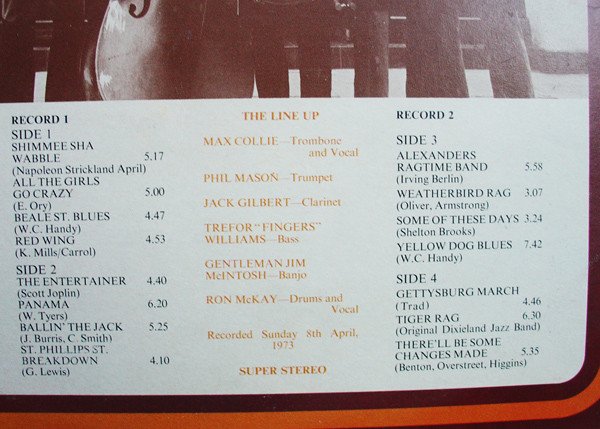 RECORD 1
SIDE 1
SHIMMEE SHA
WABBLE 5.17
(Napoleon Strickland April)
ALL THE GIRLS
GO CRAZY 5.00
(E. Ory)
BEALE ST. BLUES 4.47
(W.C. Handy)
RED WING 4.53
(K. Mills/Carrol)
SIDE 2
THE ENTERTAINER 4.40
(Scott Joplin)
PANAMA 6.20
(W. Tyers)
BALLIN' THE JACK 5.25
(J. Burris, C. Smith)
ST. PHILLIPS ST.
BREAKDOWN 4.10
(G. Lewis)
THE LINE UP
MAX COLLIE—Trombone
and Vocal
PHIL MASON—Trumpet
JACK GILBERT—Clarinet
TREFOR "FINGERS"
WILLIAMS—Bass
GENTLEMAN JIM
McINTOSH—Banjo
RON McKAY—Drums and
Vocal
Recorded Sunday 8th April,
1973
SUPER STEREO
RECORD 2
SIDE 3
ALEXANDERS
RAGTIME BAND 5.58
(Irving Berlin)
WEATHERBIRD RAG 3.07
(Oliver, Armstrong)
SOME OF THESE DAYS 3.24
(Shelton Brooks)
YELLOW DOG BLUES 7.42
(W.C. Handy)
SIDE 4
GETTYSBURG MARCH
(Trad) 4.46
TIGER RAG 6.30
(Original Dixieland Jazz Band)
THERE'LL BE SOME
CHANGES MADE 5.35
(Benton, Overstreet, Higgins)